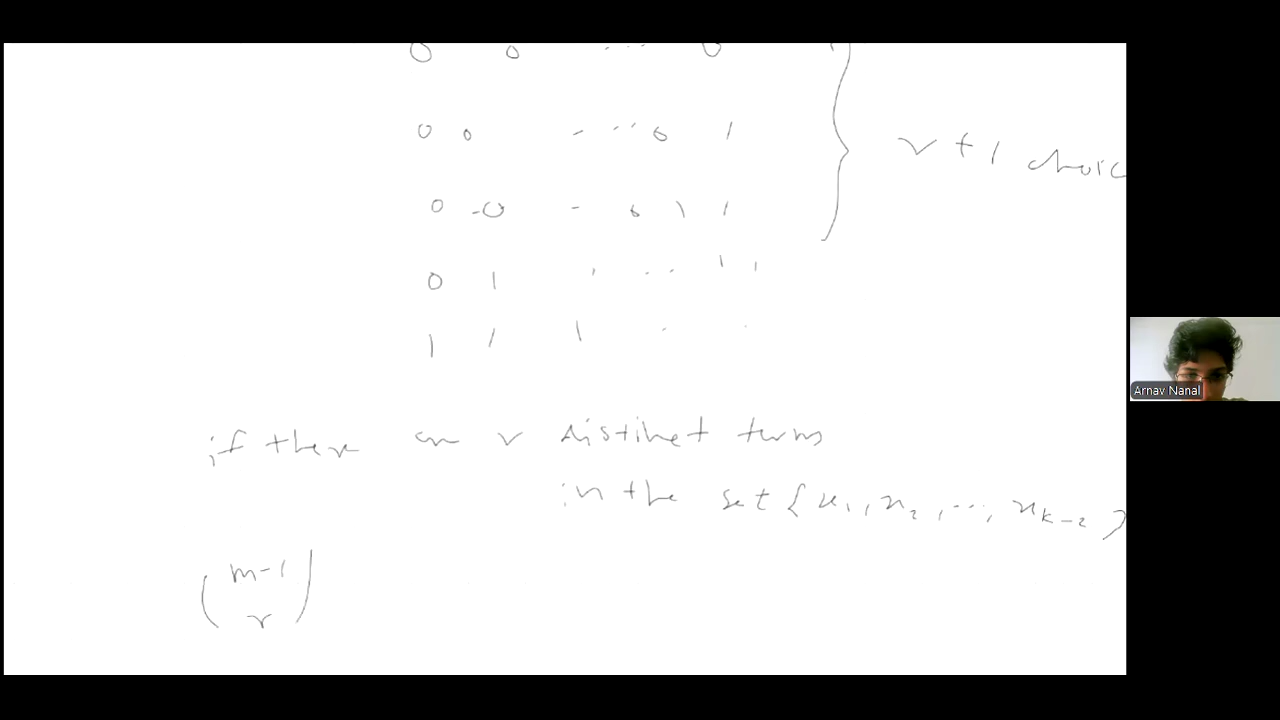 0 0 ... 0
0 0 - ... 0 1
r + 1 choic
0 - 0 - 0 1 1
0 1 ' ... 1 1
1 1 1 . .
if there are r distinct terms
in the set {x₁, x₂, ..., xₖ₋₂}
(m-1
r)
Arnav Nanal